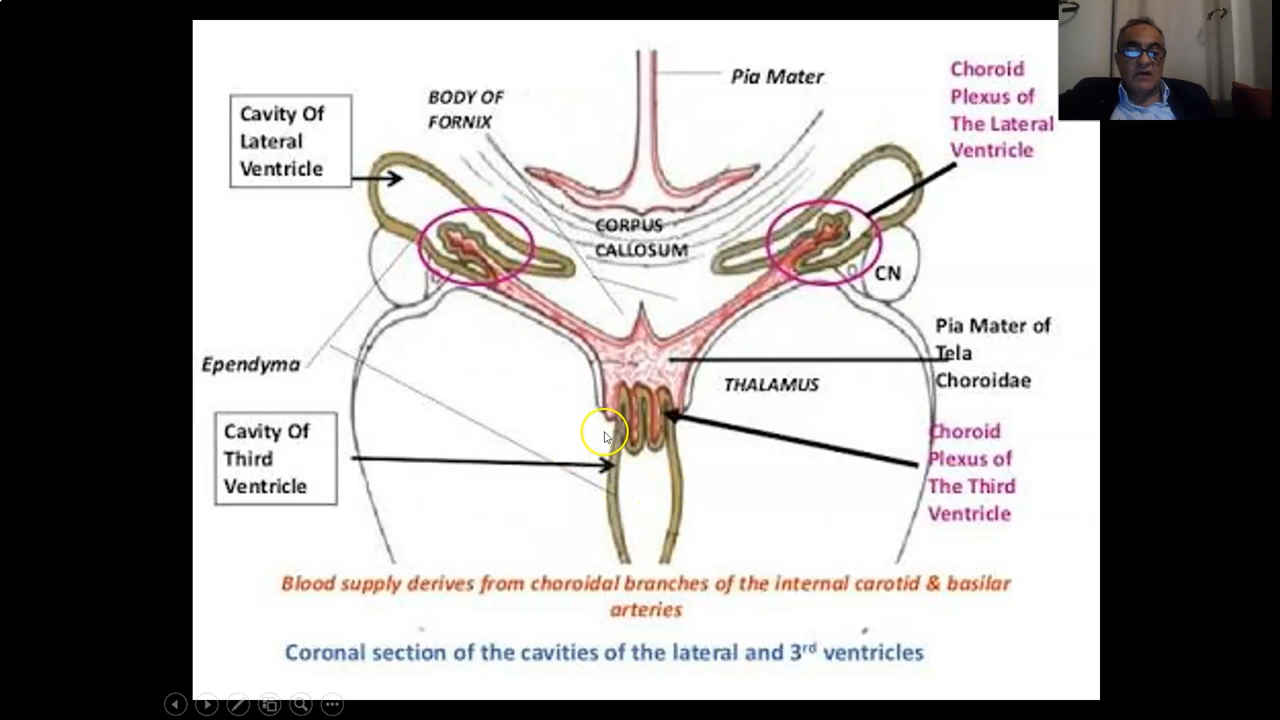 Cavity Of
Lateral
Ventricle
BODY OF
FORNIX
Pia Mater
Choroid
Plexus of
The Lateral
Ventricle
CORPUS
CALLOSUM
CN
Ependyma
Pia Mater of
Tela
Choroidae
THALAMUS
Cavity Of
Third
Ventricle
Choroid
Plexus of
The Third
Ventricle
Blood supply derives from choroidal branches of the internal carotid & basilar
arteries
Coronal section of the cavities of the lateral and 3rd ventricles